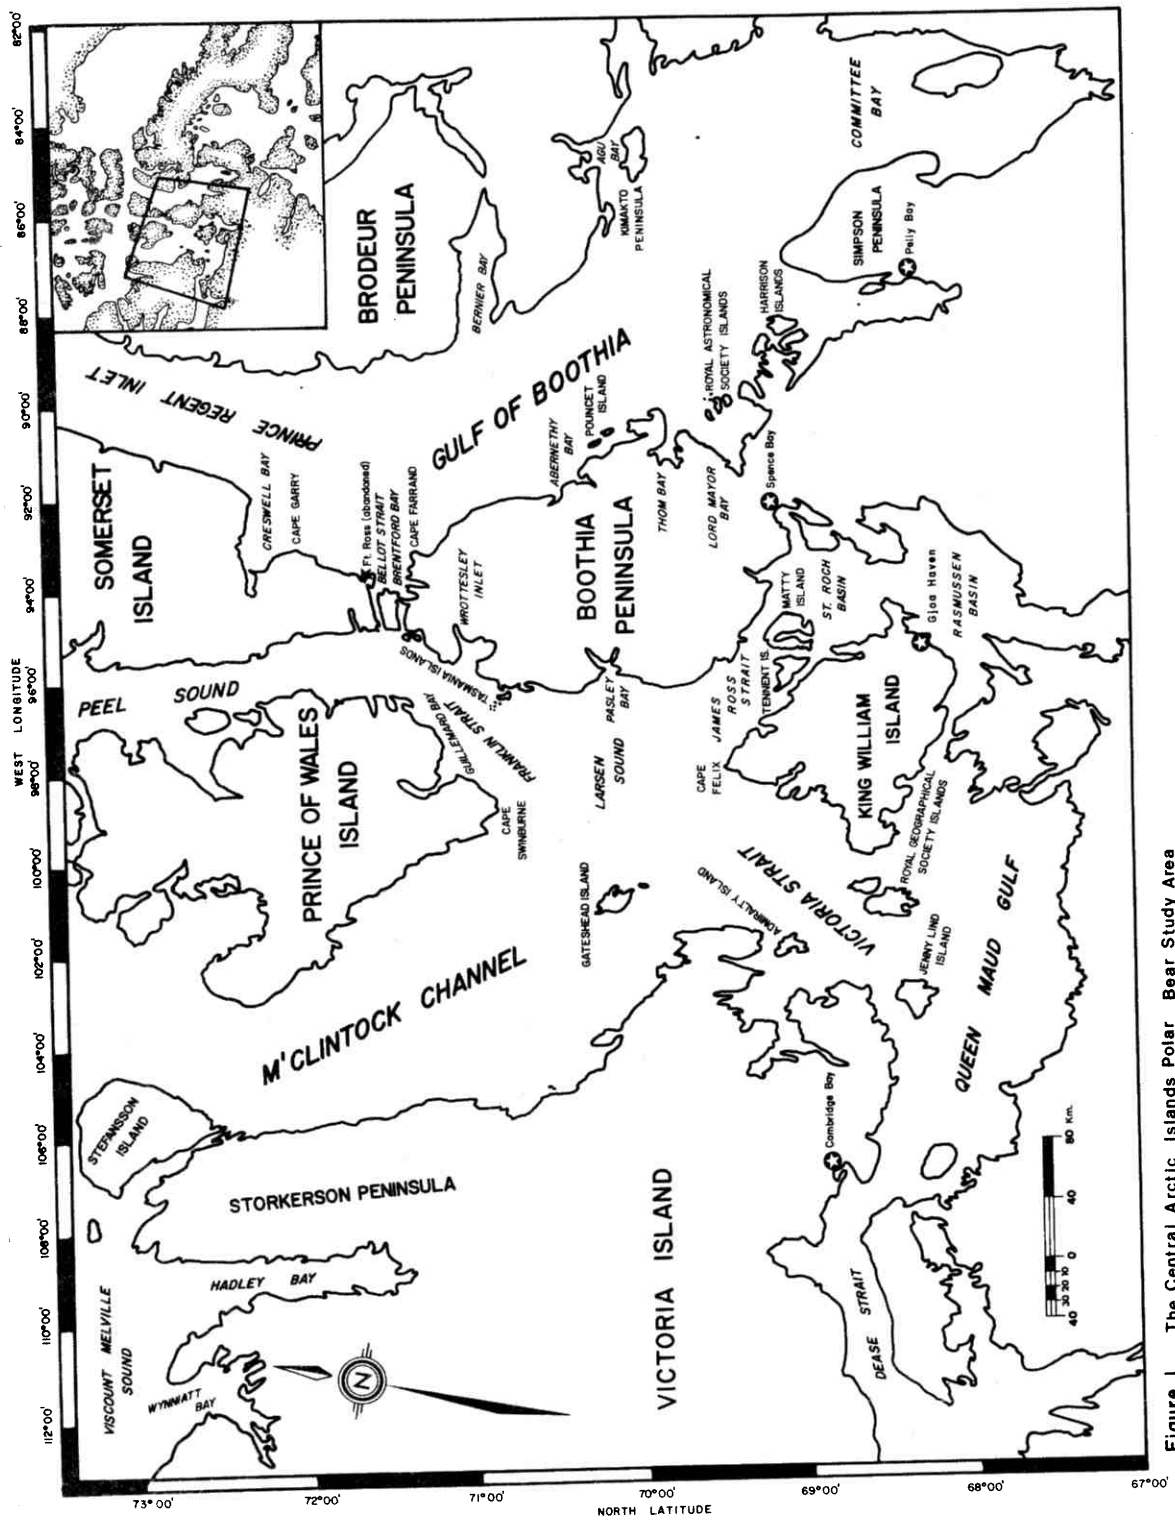 WEST LONGITUDE
112°00'
110°00'
108°00'
106°00'
104°00'
102°00'
100°00'
98°00'
96°00'
94°00'
92°00'
90°00'
88°00'
86°00'
84°00'
82°00'
NORTH LATITUDE
73°00'
72°00'
71°00'
70°00'
69°00'
68°00'
67°00'
VISCOUNT MELVILLE
SOUND
WYNNIATT
BAY
HADLEY BAY
STEFANSSON
ISLAND
STORKERSON PENINSULA
M'CLINTOCK CHANNEL
PEEL SOUND
PRINCE OF WALES
ISLAND
SOMERSET
ISLAND
PRINCE REGENT INLET
CRESWELL BAY
CAPE GARRY
Ft. Ross (abandoned)
BELLOT STRAIT
BRENTFORD BAY
CAPE FARRAND
BRODEUR
PENINSULA
BERNIER BAY
GULF OF BOOTHIA
GUILLEMARD BAY
FRANKLIN STRAIT
TASMANIA ISLANDS
WROTTESLEY
INLET
CAPE
SWINBURNE
ABERNETHY
BAY
POUNCET
ISLAND
AGU
BAY
KIMAKTO
PENINSULA
GATESHEAD ISLAND
LARSEN
SOUND
PASLEY
BAY
BOOTHIA
PENINSULA
THOM BAY
LORD MAYOR
BAY
ROYAL ASTRONOMICAL
SOCIETY ISLANDS
HARRISON
ISLANDS
VICTORIA ISLAND
ADMIRALTY ISLAND
VICTORIA STRAIT
CAPE
FELIX
JAMES
ROSS
STRAIT
TENNENT IS.
MATTY
ISLAND
ST. ROCH
BASIN
Spence Bay
COMMITTEE
BAY
SIMPSON
PENINSULA
Pelly Bay
Cambridge Bay
DEASE STRAIT
KING WILLIAM
ISLAND
Gjoa Haven
RASMUSSEN
BASIN
ROYAL GEOGRAPHICAL
SOCIETY ISLANDS
JENNY LIND
ISLAND
QUEEN MAUD GULF
N
40 30 20 10 0 40 80 Km.
Figure 1 The Central Arctic Islands Polar Bear Study Area